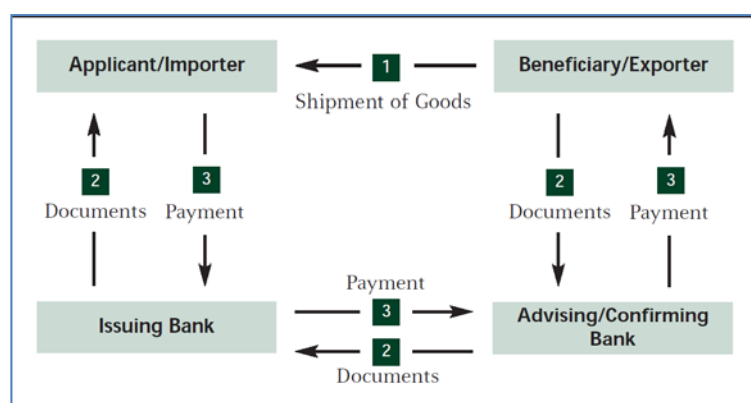 Applicant/Importer
1
Beneficiary/Exporter
Shipment of Goods
2
3
2
3
Documents
Payment
Documents
Payment
Payment
Issuing Bank
3
Advising/Confirming
Bank
2
Documents